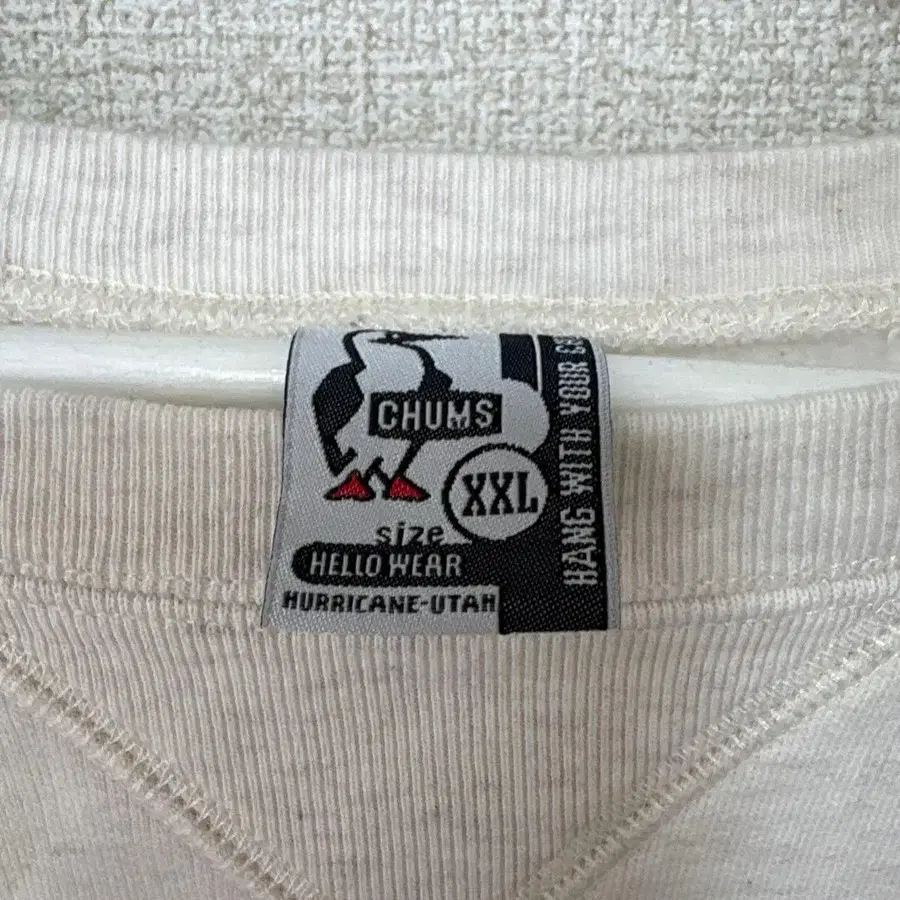 CHUMS
XXL
size
HELLO WEAR
HURRICANE-UTAH
HANG WITH YOUR